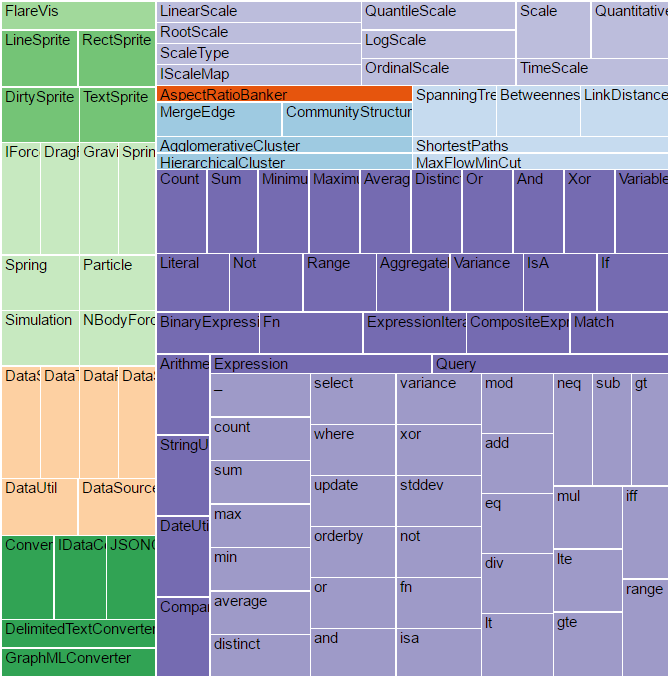 FlareVis
LineSprite
RectSprite
DirtySprite
TextSprite
IForc
DragF
Gravi
Sprin
Spring
Particle
Simulation
NBodyForc
DataS
DataT
DataF
DataS
DataUtil
DataSource
Conver
IDataCo
JSONC
DelimitedTextConverter
GraphMLConverter
LinearScale
RootScale
ScaleType
IScaleMap
QuantileScale
LogScale
OrdinalScale
Scale
Quantitative
TimeScale
AspectRatioBanker
MergeEdge
CommunityStructur
AgglomerativeCluster
HierarchicalCluster
SpanningTre
Betweennes
LinkDistance
ShortestPaths
MaxFlowMinCut
Count
Sum
Minimu
Maximu
Averag
Distinct
Or
And
Xor
Variable
Literal
Not
Range
Aggregate
Variance
IsA
If
BinaryExpressi
Fn
ExpressionItera
CompositeExpr
Match
Arithme
StringU
DateUti
Compar
Expression
Query
_
count
sum
max
min
average
distinct
select
where
update
orderby
or
and
variance
xor
stddev
not
fn
isa
mod
add
eq
div
lt
neq
sub
gt
mul
lte
gte
iff
range